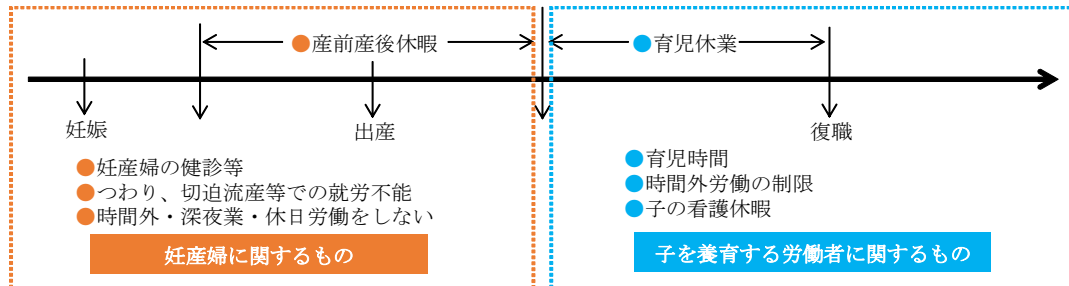 ●産前産後休暇
●育児休業
妊娠
出産
復職
●妊産婦の健診等
●つわり、切迫流産等での就労不能
●時間外・深夜業・休日労働をしない
妊産婦に関するもの
●育児時間
●時間外労働の制限
●子の看護休暇
子を養育する労働者に関するもの